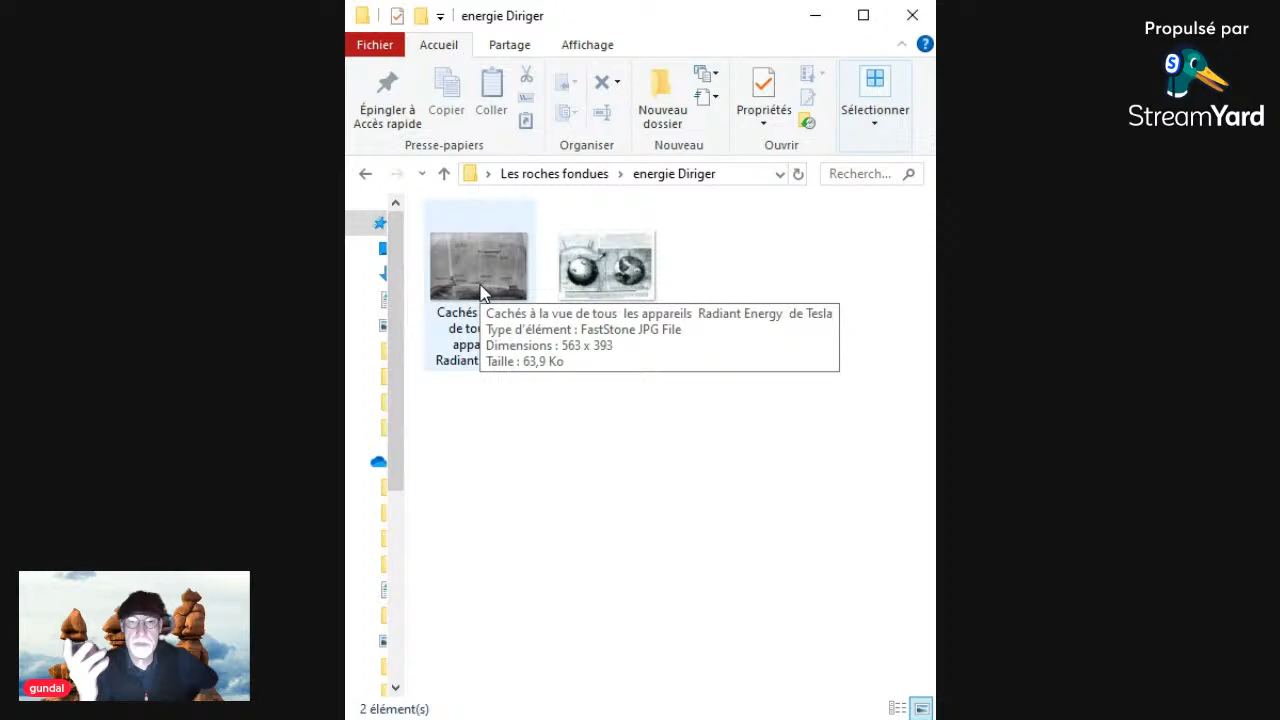 energie Diriger
Propulsé par
StreamYard
Fichier
Accueil
Partage
Affichage
Épingler à
Accès rapide
Copier
Coller
Nouveau
dossier
Propriétés
Sélectionner
Presse-papiers
Organiser
Nouveau
Ouvrir
Les roches fondues
energie Diriger
Recherch...
Cachés
de tou
appa
Radiant
Cachés à la vue de tous  les appareils  Radiant Energy  de Tesla
Type d'élément : FastStone JPG File
Dimensions : 563 x 393
Taille : 63,9 Ko
gundal
2 élément(s)